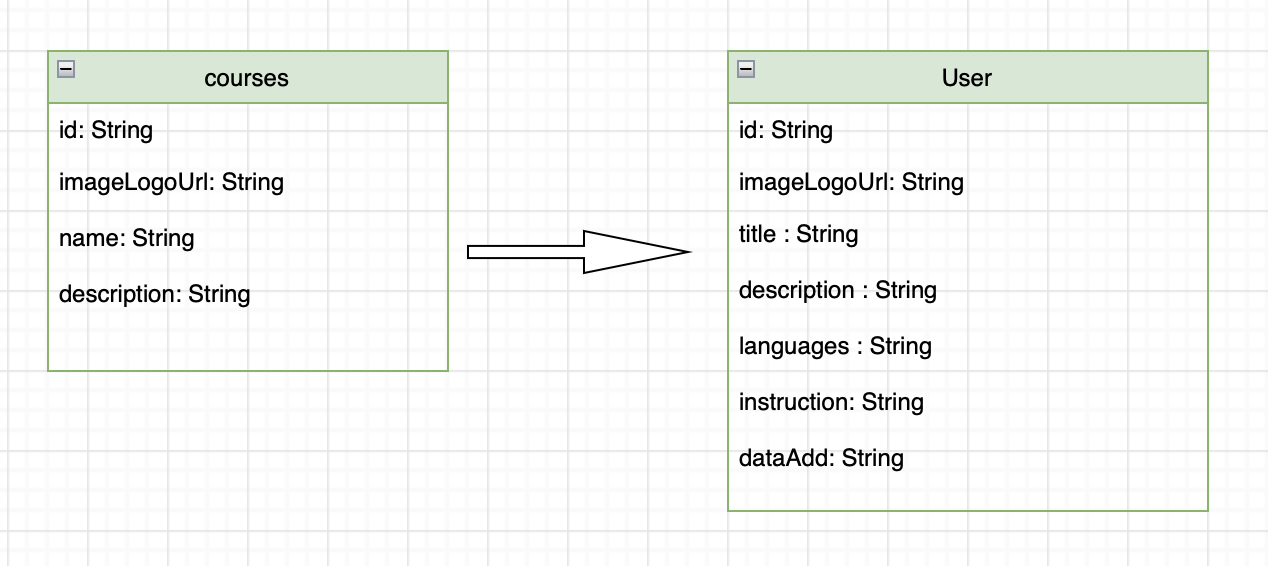 courses
id: String
imageLogoUrl: String
name: String
description: String
User
id: String
imageLogoUrl: String
title : String
description : String
languages : String
instruction: String
dataAdd: String